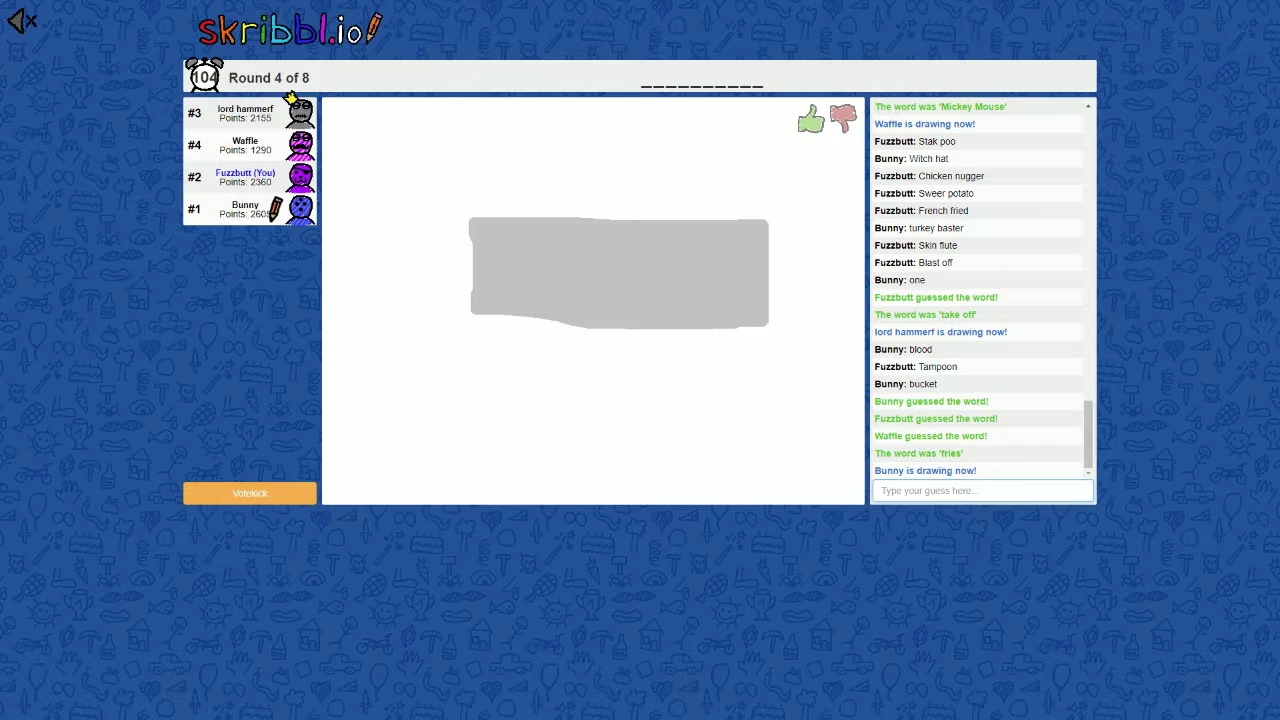 skribbl.io
104
Round 4 of 8
__________
#3
lord hammerf
Points: 2155
#4
Waffle
Points: 1290
#2
Fuzzbutt (You)
Points: 2360
#1
Bunny
Points: 2605
Votekick
The word was 'Mickey Mouse'
Waffle is drawing now!
Fuzzbutt: Stak poo
Bunny: Witch hat
Fuzzbutt: Chicken nugger
Fuzzbutt: Sweer potato
Fuzzbutt: French fried
Bunny: turkey baster
Fuzzbutt: Skin flute
Fuzzbutt: Blast off
Bunny: one
Fuzzbutt guessed the word!
The word was 'take off'
lord hammerf is drawing now!
Bunny: blood
Fuzzbutt: Tampoon
Bunny: bucket
Bunny guessed the word!
Fuzzbutt guessed the word!
Waffle guessed the word!
The word was 'fries'
Bunny is drawing now!
Type your guess here...